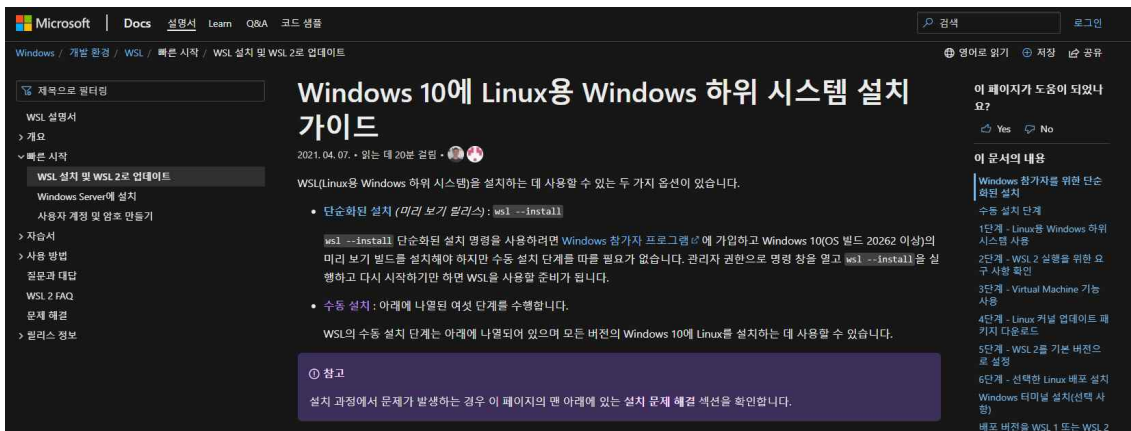 Microsoft | Docs 설명서 Learn Q&A 코드 샘플 검색 로그인
Windows / 개발 환경 / WSL / 빠른 시작 / WSL 설치 및 WSL 2로 업데이트 영어로 읽기 저장 공유
제목으로 필터링
WSL 설명서
개요
빠른 시작
WSL 설치 및 WSL 2로 업데이트
Windows Server에 설치
사용자 계정 및 암호 만들기
자습서
사용 방법
질문과 대답
WSL 2 FAQ
문제 해결
릴리스 정보
Windows 10에 Linux용 Windows 하위 시스템 설치
가이드
2021. 04. 07. • 읽는 데 20분 걸림 •
WSL(Linux용 Windows 하위 시스템)을 설치하는 데 사용할 수 있는 두 가지 옵션이 있습니다.
• 단순화된 설치 (미리 보기 릴리스) : wsl --install
wsl --install 단순화된 설치 명령을 사용하려면 Windows 참가자 프로그램 에 가입하고 Windows 10(OS 빌드 20262 이상)의
미리 보기 빌드를 설치해야 하지만 수동 설치 단계를 따를 필요가 없습니다. 관리자 권한으로 명령 창을 열고 wsl --install을 실
행하고 다시 시작하기만 하면 WSL을 사용할 준비가 됩니다.
• 수동 설치 : 아래에 나열된 여섯 단계를 수행합니다.
WSL의 수동 설치 단계는 아래에 나열되어 있으며 모든 버전의 Windows 10에 Linux를 설치하는 데 사용할 수 있습니다.
참고
설치 과정에서 문제가 발생하는 경우 이 페이지의 맨 아래에 있는 설치 문제 해결 섹션을 확인합니다.
이 페이지가 도움이 되었나
요?
Yes No
이 문서의 내용
Windows 참가자를 위한 단순
화된 설치
수동 설치 단계
1단계 - Linux용 Windows 하위
시스템 사용
2단계 - WSL 2 실행을 위한 요
구 사항 확인
3단계 - Virtual Machine 기능
사용
4단계 - Linux 커널 업데이트 패
키지 다운로드
5단계 - WSL 2를 기본 버전으
로 설정
6단계 - 선택한 Linux 배포 설치
Windows 터미널 설치(선택 사
항)
배포 버전을 WSL 1 또는 WSL 2